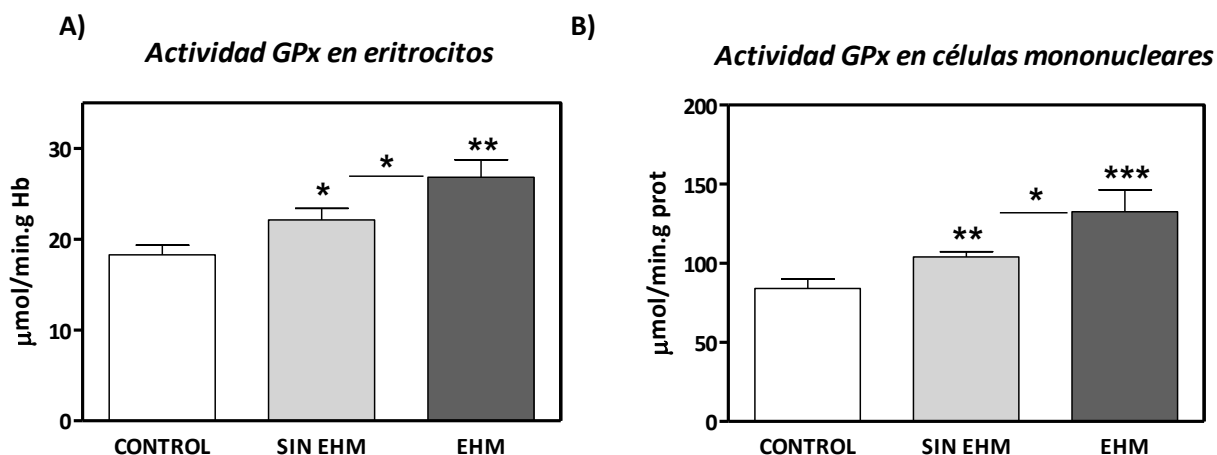 A)
Actividad GPx en eritrocitos
μmol/min.g Hb
30
20
10
0
*
*
**
CONTROL
SIN EHM
EHM
B)
Actividad GPx en células mononucleares
μmol/min.g prot
200
150
100
50
0
**
*
***
CONTROL
SIN EHM
EHM